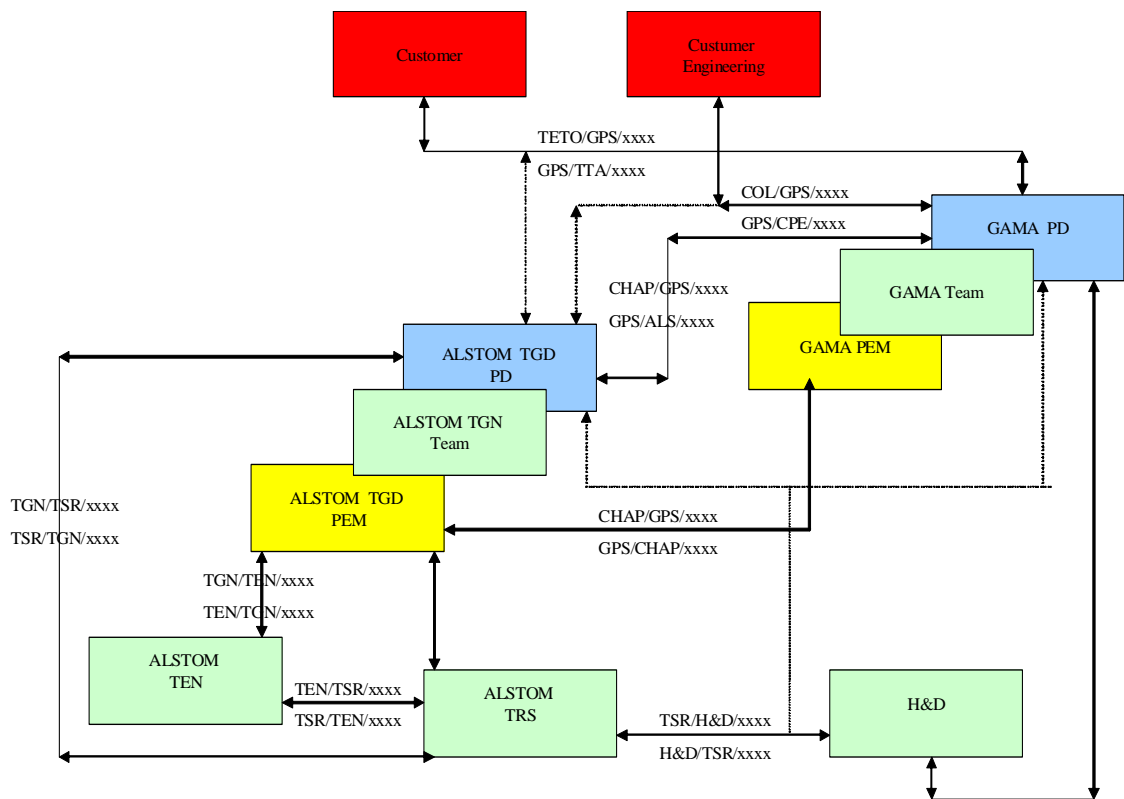 Customer
Custumer
Engineering
TETO/GPS/xxxx
GPS/TTA/xxxx
COL/GPS/xxxx
GPS/CPE/xxxx
GAMA PD
GAMA Team
GAMA PEM
CHAP/GPS/xxxx
GPS/ALS/xxxx
ALSTOM TGD
PD
ALSTOM TGN
Team
ALSTOM TGD
PEM
TGN/TSR/xxxx
TSR/TGN/xxxx
CHAP/GPS/xxxx
GPS/CHAP/xxxx
TGN/TEN/xxxx
TEN/TGN/xxxx
ALSTOM
TEN
TEN/TSR/xxxx
TSR/TEN/xxxx
ALSTOM
TRS
TSR/H&D/xxxx
H&D/TSR/xxxx
H&D